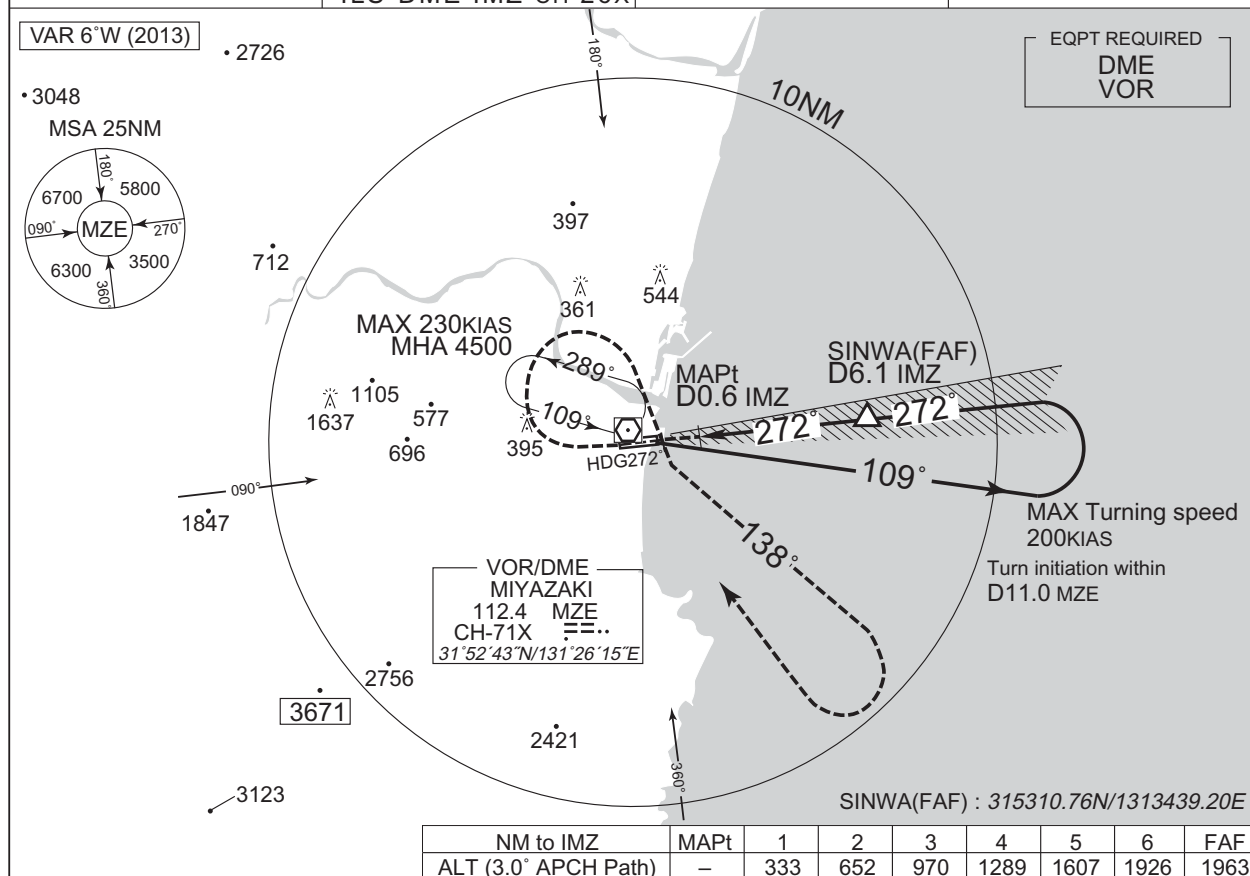 VAR 6°W (2013)
2726
3048
MSA 25NM
180°
6700
5800
090°
MZE
270°
6300
3500
360°
180°
10NM
EQPT REQUIRED
DME
VOR
397
712
361
544
MAX 230KIAS
MHA 4500
289°
109°
MAPt
D0.6 IMZ
SINWA(FAF)
D6.1 IMZ
272°
272°
1105
1637
577
696
395
HDG272°
109°
090°
1847
MAX Turning speed
200KIAS
Turn initiation within
D11.0 MZE
138°
VOR/DME
MIYAZAKI
112.4 MZE
CH-71X
31°52´43˝N/131°26´15˝E
2756
3671
2421
360°
3123
SINWA(FAF) : 315310.76N/1313439.20E
NM to IMZ MAPt 1 2 3 4 5 6 FAF
ALT (3.0° APCH Path) – 333 652 970 1289 1607 1926 1963